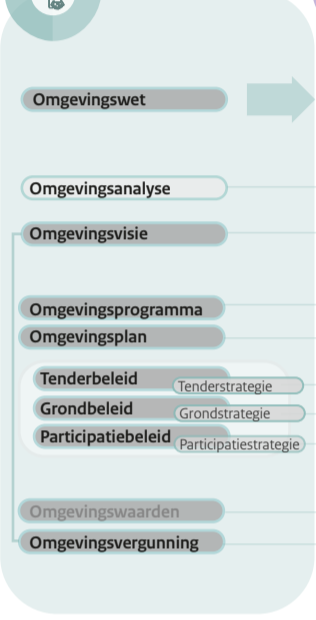 Omgevingswet
Omgevingsanalyse
Omgevingsvisie
Omgevingsprogramma
Omgevingsplan
Tenderbeleid
Tenderstrategie
Grondbeleid
Grondstrategie
Participatiebeleid
Participatiestrategie
Omgevingswaarden
Omgevingsvergunning